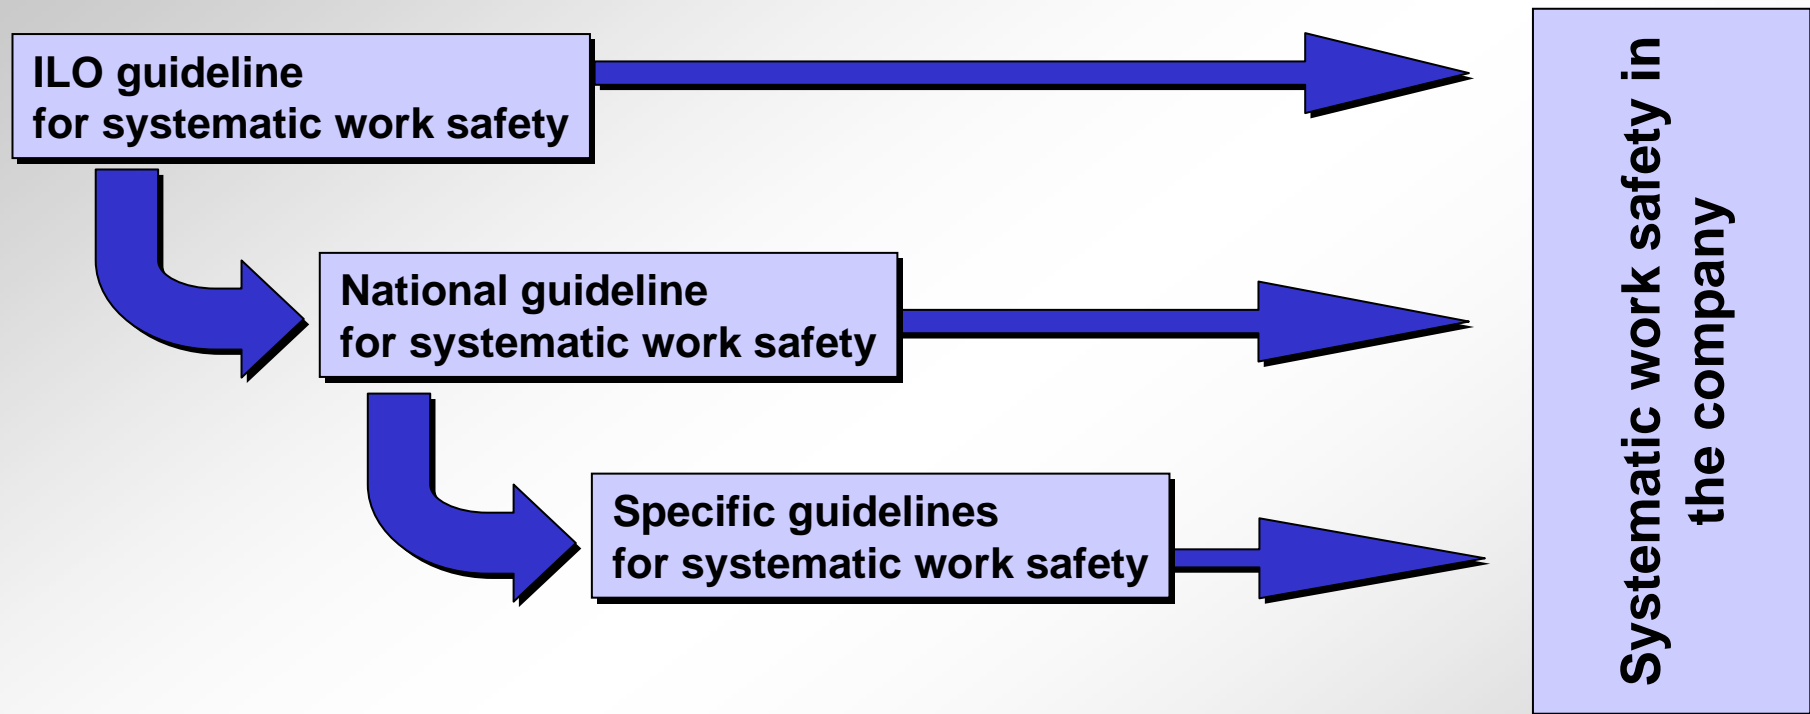 ILO guideline
for systematic work safety
National guideline
for systematic work safety
Specific guidelines
for systematic work safety
Systematic work safety in
the company